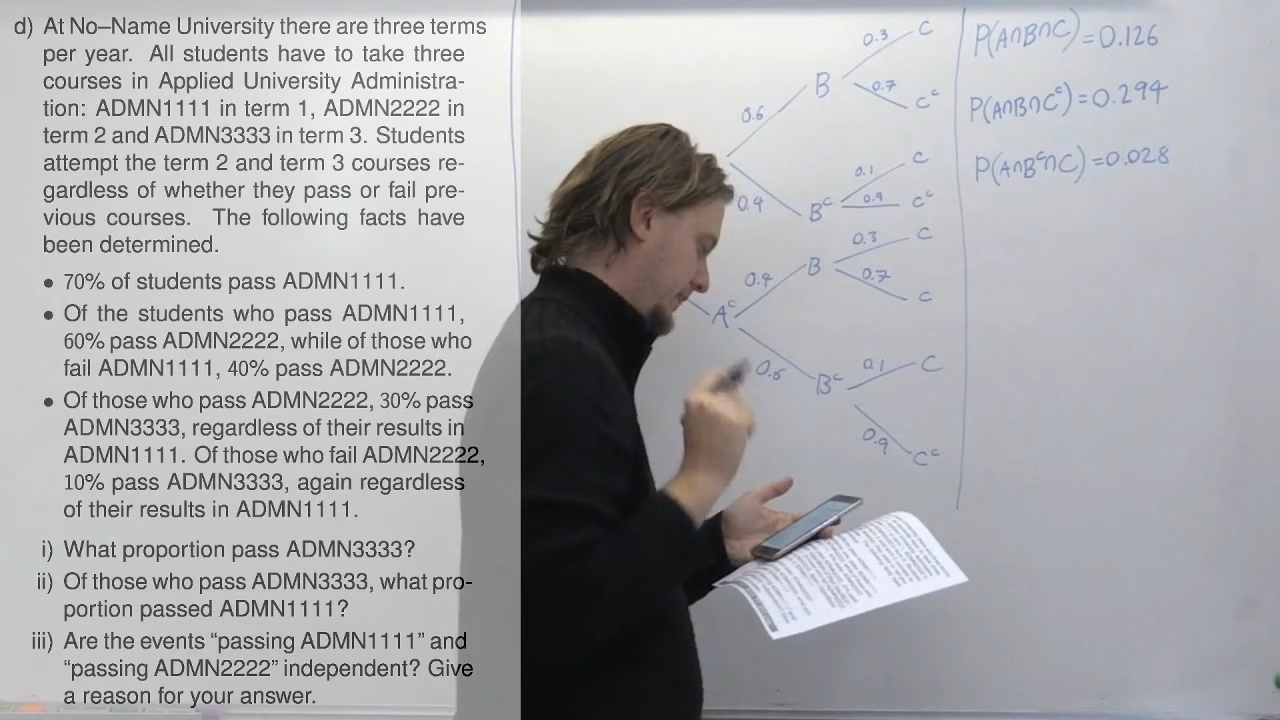 d) At No–Name University there are three terms
per year. All students have to take three
courses in Applied University Administra-
tion: ADMN1111 in term 1, ADMN2222 in
term 2 and ADMN3333 in term 3. Students
attempt the term 2 and term 3 courses re-
gardless of whether they pass or fail pre-
vious courses. The following facts have
been determined.
• 70% of students pass ADMN1111.
• Of the students who pass ADMN1111,
60% pass ADMN2222, while of those who
fail ADMN1111, 40% pass ADMN2222.
• Of those who pass ADMN2222, 30% pass
ADMN3333, regardless of their results in
ADMN1111. Of those who fail ADMN2222,
10% pass ADMN3333, again regardless
of their results in ADMN1111.
i) What proportion pass ADMN3333?
ii) Of those who pass ADMN3333, what pro-
portion passed ADMN1111?
iii) Are the events “passing ADMN1111” and
“passing ADMN2222” independent? Give
a reason for your answer.
0.3 C
B
0.7 Cᶜ
0.6
0.4
0.1 C
Bᶜ 0.9 Cᶜ
0.3 C
B
0.7
C
0.4
Aᶜ
0.6
0.1 C
Bᶜ
0.9
Cᶜ
P(A∩B∩C)=0.126
P(A∩B∩Cᶜ)=0.294
P(A∩Bᶜ∩C)=0.028